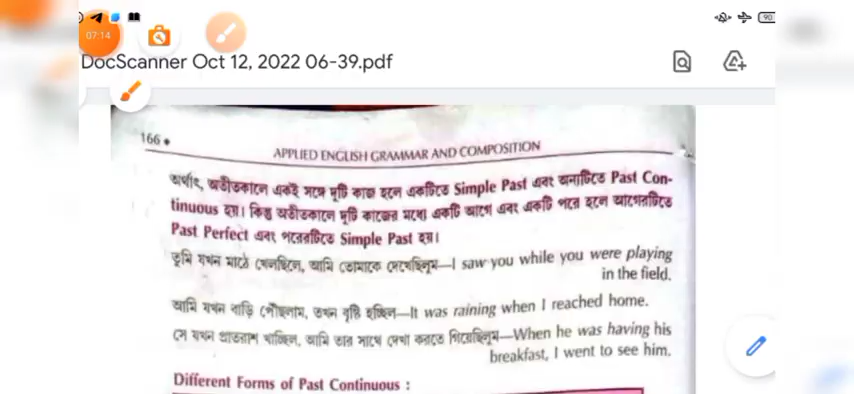 90
07:14
DocScanner Oct 12, 2022 06-39.pdf
166
APPLIED ENGLISH GRAMMAR AND COMPOSITION
অর্থাৎ, অতীতকালে একই সঙ্গে দুটি কাজ হলে একটিতে Simple Past এবং অন্যটিতে Past Con-
tinuous হয়। কিন্তু অতীতকালে দুটি কাজের মধ্যে একটি আগে এবং একটি পরে হলে আগেরটিতে
Past Perfect এবং পরেরটিতে Simple Past হয়।
তুমি যখন মাঠে খেলছিলে, আমি তোমাকে দেখেছিলুম—I saw you while you were playing
in the field.
আমি যখন বাড়ি পৌঁছলাম, তখন বৃষ্টি হচ্ছিল—It was raining when I reached home.
সে যখন প্রাতরাশ খাচ্ছিল, আমি তার সাথে দেখা করতে গিয়েছিলুম—When he was having his
breakfast, I went to see him.
Different Forms of Past Continuous :